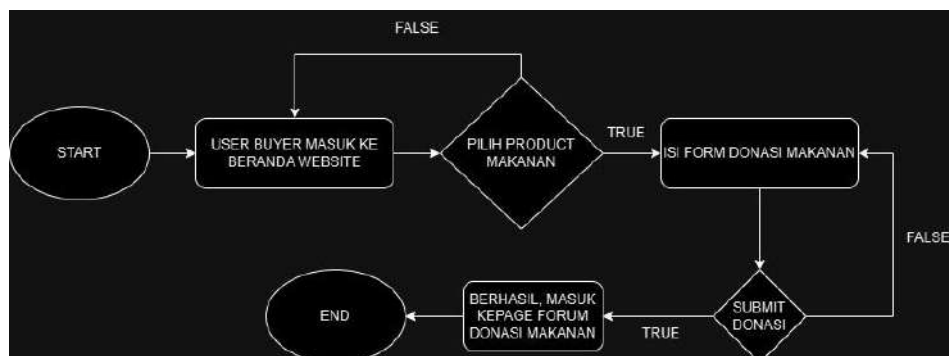 FALSE
START
USER BUYER MASUK KE
BERANDA WEBSITE
PILIH PRODUCT
MAKANAN
TRUE
ISI FORM DONASI MAKANAN
FALSE
SUBMIT
DONASI
TRUE
BERHASIL, MASUK
KEPAGE FORUM
DONASI MAKANAN
END